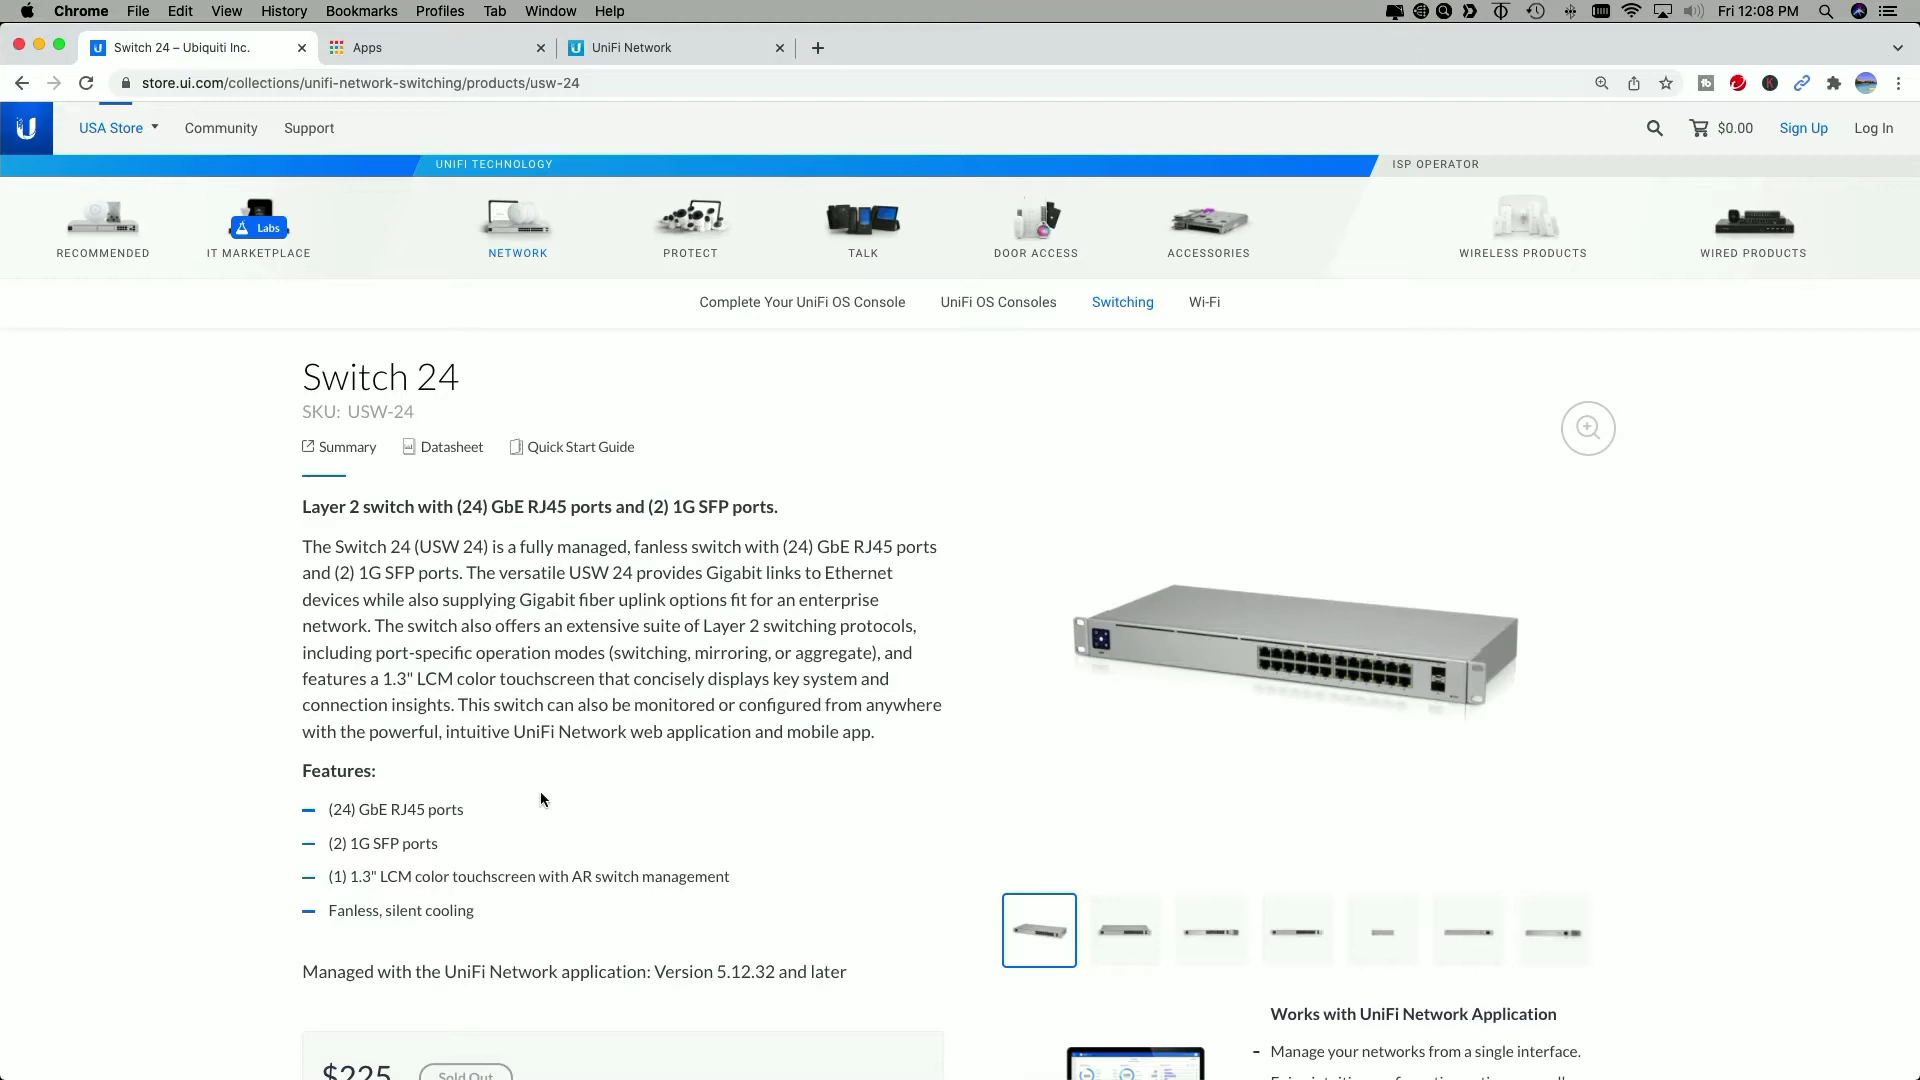 Chrome File Edit View History Bookmarks Profiles Tab Window Help
Fri 12:08 PM
Switch 24 – Ubiquiti Inc.
Apps
UniFi Network
store.ui.com/collections/unifi-network-switching/products/usw-24
USA Store
Community
Support
$0.00
Sign Up
Log In
UNIFI TECHNOLOGY
ISP OPERATOR
Labs
RECOMMENDED
IT MARKETPLACE
NETWORK
PROTECT
TALK
DOOR ACCESS
ACCESSORIES
WIRELESS PRODUCTS
WIRED PRODUCTS
Complete Your UniFi OS Console
UniFi OS Consoles
Switching
Wi-Fi
Switch 24
SKU: USW-24
Summary
Datasheet
Quick Start Guide
Layer 2 switch with (24) GbE RJ45 ports and (2) 1G SFP ports.
The Switch 24 (USW 24) is a fully managed, fanless switch with (24) GbE RJ45 ports
and (2) 1G SFP ports. The versatile USW 24 provides Gigabit links to Ethernet
devices while also supplying Gigabit fiber uplink options fit for an enterprise
network. The switch also offers an extensive suite of Layer 2 switching protocols,
including port-specific operation modes (switching, mirroring, or aggregate), and
features a 1.3" LCM color touchscreen that concisely displays key system and
connection insights. This switch can also be monitored or configured from anywhere
with the powerful, intuitive UniFi Network web application and mobile app.
Features:
(24) GbE RJ45 ports
(2) 1G SFP ports
(1) 1.3" LCM color touchscreen with AR switch management
Fanless, silent cooling
Managed with the UniFi Network application: Version 5.12.32 and later
$225
Sold Out
Works with UniFi Network Application
- Manage your networks from a single interface.